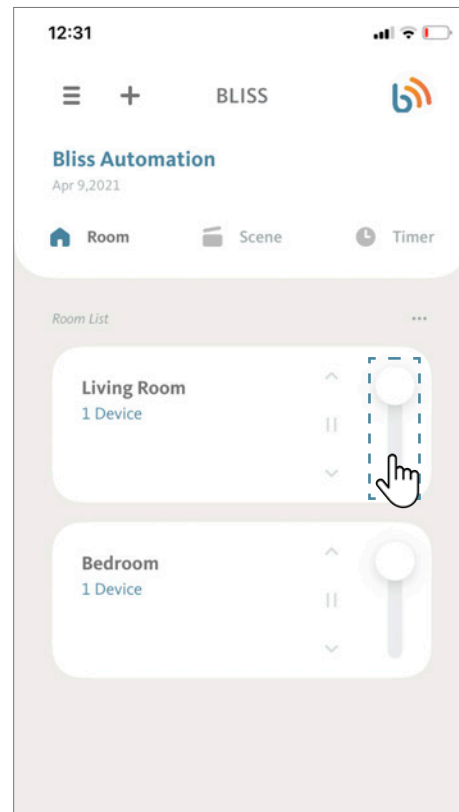 12:31
BLISS
Bliss Automation
Apr 9,2021
Room Scene Timer
Room List
Living Room
1 Device
Bedroom
1 Device